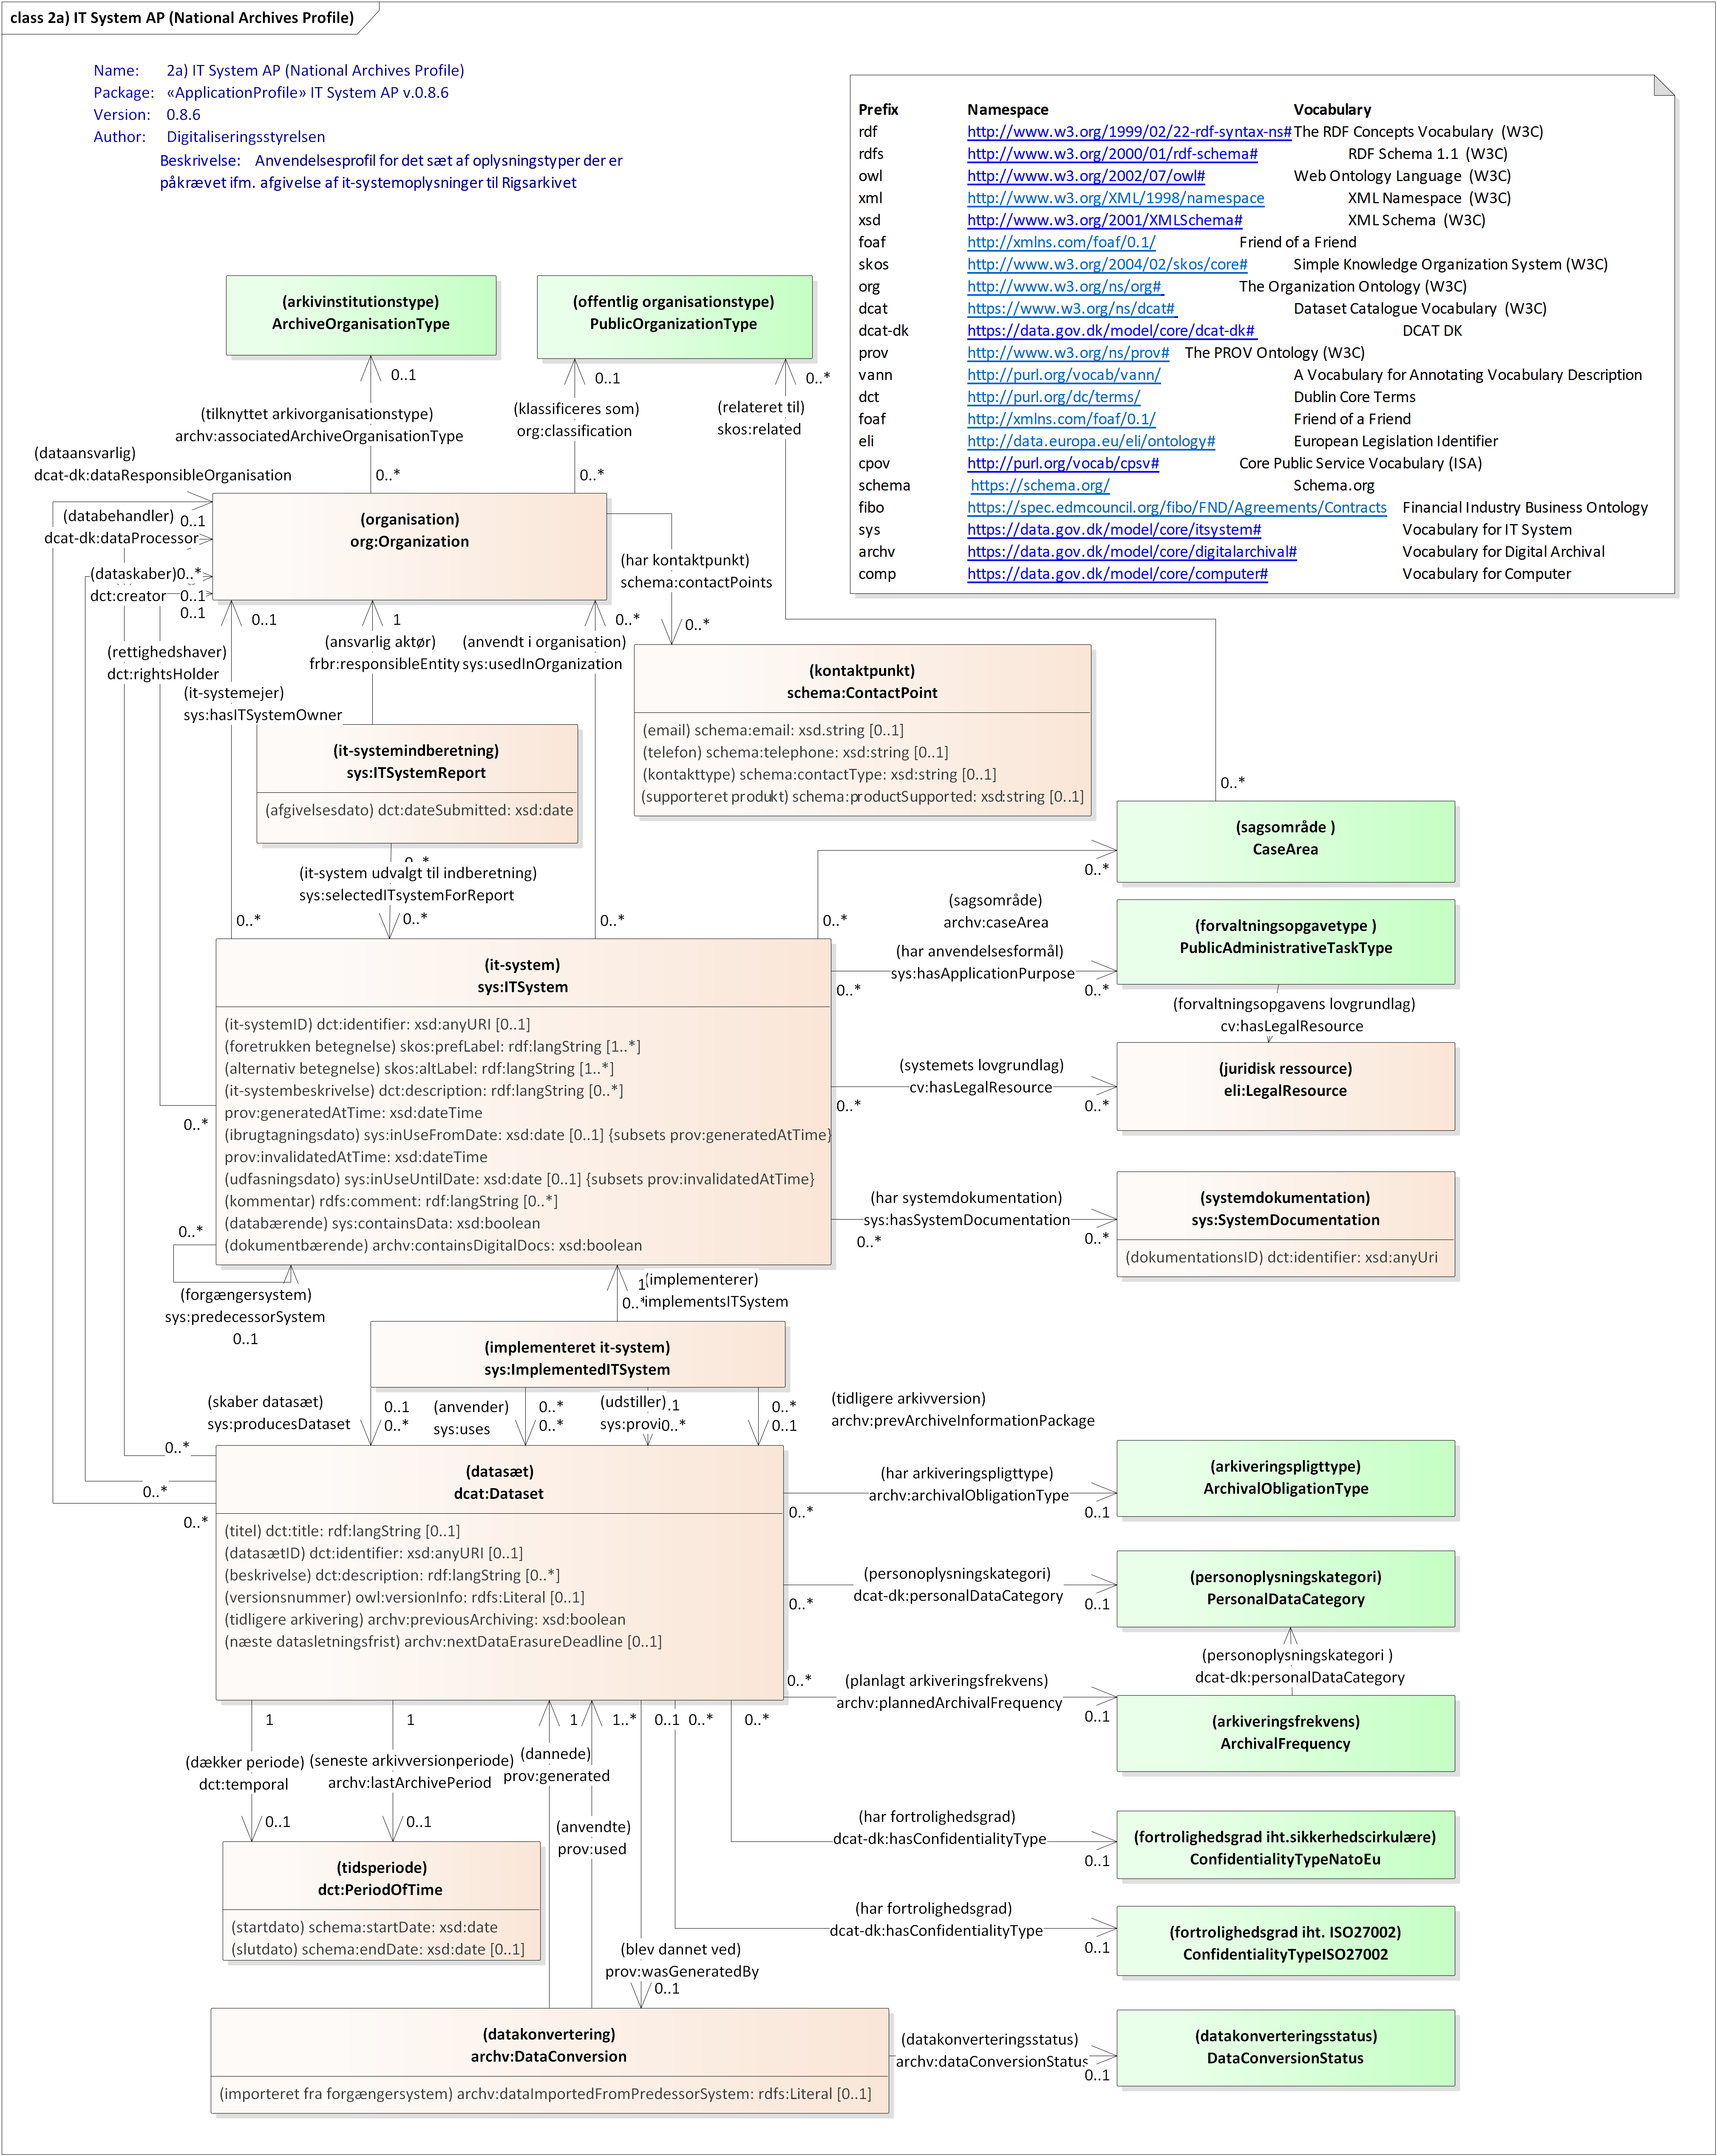 class 2a) IT System AP (National Archives Profile)
Name: 2a) IT System AP (National Archives Profile)
Package: «ApplicationProfile» IT System AP v.0.8.6
Version: 0.8.6
Author: Digitaliseringsstyrelsen
Beskrivelse: Anvendelsesprofil for det sæt af oplysningstyper der er
påkrævet ifm. afgivelse af it-systemoplysninger til Rigsarkivet
Prefix Namespace Vocabulary
rdf http://www.w3.org/1999/02/22-rdf-syntax-ns# The RDF Concepts Vocabulary (W3C)
rdfs http://www.w3.org/2000/01/rdf-schema# RDF Schema 1.1 (W3C)
owl http://www.w3.org/2002/07/owl# Web Ontology Language (W3C)
xml http://www.w3.org/XML/1998/namespace XML Namespace (W3C)
xsd http://www.w3.org/2001/XMLSchema# XML Schema (W3C)
foaf http://xmlns.com/foaf/0.1/ Friend of a Friend
skos http://www.w3.org/2004/02/skos/core# Simple Knowledge Organization System (W3C)
org http://www.w3.org/ns/org# The Organization Ontology (W3C)
dcat https://www.w3.org/ns/dcat# Dataset Catalogue Vocabulary (W3C)
dcat-dk https://data.gov.dk/model/core/dcat-dk# DCAT DK
prov http://www.w3.org/ns/prov# The PROV Ontology (W3C)
vann http://purl.org/vocab/vann/ A Vocabulary for Annotating Vocabulary Description
dct http://purl.org/dc/terms/ Dublin Core Terms
foaf http://xmlns.com/foaf/0.1/ Friend of a Friend
eli http://data.europa.eu/eli/ontology# European Legislation Identifier
cpov http://purl.org/vocab/cpsv# Core Public Service Vocabulary (ISA)
schema https://schema.org/ Schema.org
fibo https://spec.edmcouncil.org/fibo/FND/Agreements/Contracts Financial Industry Business Ontology
sys https://data.gov.dk/model/core/itsystem# Vocabulary for IT System
archv https://data.gov.dk/model/core/digitalarchival# Vocabulary for Digital Archival
comp https://data.gov.dk/model/core/computer# Vocabulary for Computer
(arkivinstitutionstype)
ArchiveOrganisationType
(offentlig organisationstype)
PublicOrganizationType
0..1
0..1
0..*
(tilknyttet arkivorganisationstype)
archv:associatedArchiveOrganisationType
(klassificeres som)
org:classification
(relateret til)
skos:related
(dataansvarlig)
dcat-dk:dataResponsibleOrganisation
0..*
0..*
(databehandler)
0..1
dcat-dk:dataProcessor
(dataskaber)
0..*
dct:creator
0..1
0..1
(organisation)
org:Organization
(har kontaktpunkt)
schema:contactPoints
0..1
1
0..*
0..*
(rettighedshaver)
dct:rightsHolder
(ansvarlig aktør)
frbr:responsibleEntity
(anvendt i organisation)
sys:usedInOrganization
(it-systemejer)
sys:hasITSystemOwner
(kontaktpunkt)
schema:ContactPoint
(email) schema:email: xsd.string [0..1]
(telefon) schema:telephone: xsd:string [0..1]
(kontakttype) schema:contactType: xsd:string [0..1]
(supporteret produkt) schema:productSupported: xsd:string [0..1]
(it-systemindberetning)
sys:ITSystemReport
(afgivelsesdato) dct:dateSubmitted: xsd:date
0..*
0..*
(it-system udvalgt til indberetning)
sys:selectedITsystemForReport
0..*
0..*
0..*
0..*
(sagsområde )
CaseArea
0..*
(sagsområde)
archv:caseArea
(forvaltningsopgavetype )
PublicAdministrativeTaskType
(har anvendelsesformål)
sys:hasApplicationPurpose
0..*
0..*
(forvaltningsopgavens lovgrundlag)
cv:hasLegalResource
(it-system)
sys:ITSystem
(it-systemID) dct:identifier: xsd:anyURI [0..1]
(foretrukken betegnelse) skos:prefLabel: rdf:langString [1..*]
(alternativ betegnelse) skos:altLabel: rdf:langString [1..*]
(it-systembeskrivelse) dct:description: rdf:langString [0..*]
prov:generatedAtTime: xsd:dateTime
(ibrugtagningsdato) sys:inUseFromDate: xsd:date [0..1] {subsets prov:generatedAtTime}
prov:invalidatedAtTime: xsd:dateTime
(udfasningsdato) sys:inUseUntilDate: xsd:date [0..1] {subsets prov:invalidatedAtTime}
(kommentar) rdfs:comment: rdf:langString [0..*]
(databærende) sys:containsData: xsd:boolean
(dokumentbærende) archv:containsDigitalDocs: xsd:boolean
(systemets lovgrundlag)
cv:hasLegalResource
0..*
0..*
(juridisk ressource)
eli:LegalResource
0..*
(har systemdokumentation)
sys:hasSystemDocumentation
0..*
0..*
(systemdokumentation)
sys:SystemDocumentation
(dokumentationsID) dct:identifier: xsd:anyUri
0..*
(forgængersystem)
sys:predecessorSystem
0..1
1
(implementerer)
0..*
implementsITSystem
(implementeret it-system)
sys:ImplementedITSystem
(skaber datasæt)
sys:producesDataset
0..1
0..*
(anvender)
sys:uses
0..*
0..*
(udstiller)
.1
sys:provi
0..*
0..*
0..1
(tidligere arkivversion)
archv:prevArchiveInformationPackage
0..*
0..*
0..*
(datasæt)
dcat:Dataset
(titel) dct:title: rdf:langString [0..1]
(datasætID) dct:identifier: xsd:anyURI [0..1]
(beskrivelse) dct:description: rdf:langString [0..*]
(versionsnummer) owl:versionInfo: rdfs:Literal [0..1]
(tidligere arkivering) archv:previousArchiving: xsd:boolean
(næste datasletningsfrist) archv:nextDataErasureDeadline [0..1]
(har arkiveringspligttype)
archv:archivalObligationType
0..*
0..1
(arkiveringspligttype)
ArchivalObligationType
(personoplysningskategori)
dcat-dk:personalDataCategory
0..*
0..1
(personoplysningskategori)
PersonalDataCategory
(personoplysningskategori )
dcat-dk:personalDataCategory
0..*
(planlagt arkiveringsfrekvens)
archv:plannedArchivalFrequency
0..1
(arkiveringsfrekvens)
ArchivalFrequency
1
1
1
1..*
0..1
0..*
0..*
(dækker periode)
dct:temporal
(seneste arkivversionperiode)
archv:lastArchivePeriod
(dannede)
prov:generated
0..1
0..1
(anvendte)
prov:used
(har fortrolighedsgrad)
dcat-dk:hasConfidentialityType
0..1
(fortrolighedsgrad iht.sikkerhedscirkulære)
ConfidentialityTypeNatoEu
(tidsperiode)
dct:PeriodOfTime
(startdato) schema:startDate: xsd:date
(slutdato) schema:endDate: xsd:date [0..1]
(har fortrolighedsgrad)
dcat-dk:hasConfidentialityType
0..1
(fortrolighedsgrad iht. ISO27002)
ConfidentialityTypeISO27002
(blev dannet ved)
prov:wasGeneratedBy
0..1
(datakonvertering)
archv:DataConversion
(importeret fra forgængersystem) archv:dataImportedFromPredessorSystem: rdfs:Literal [0..1]
(datakonverteringsstatus)
archv:dataConversionStatus
0..1
(datakonverteringsstatus)
DataConversionStatus